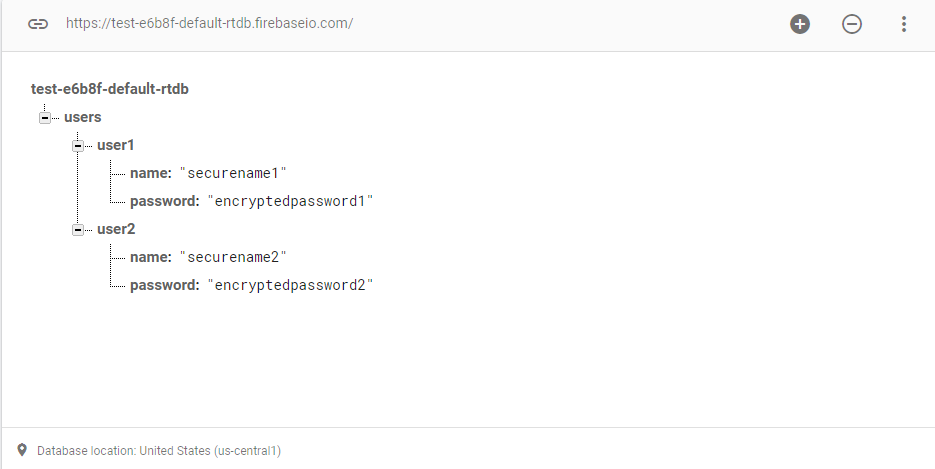 https://test-e6b8f-default-rtdb.firebaseio.com/
test-e6b8f-default-rtdb
users
user1
name: "securename1"
password: "encryptedpassword1"
user2
name: "securename2"
password: "encryptedpassword2"
Database location: United States (us-central1)